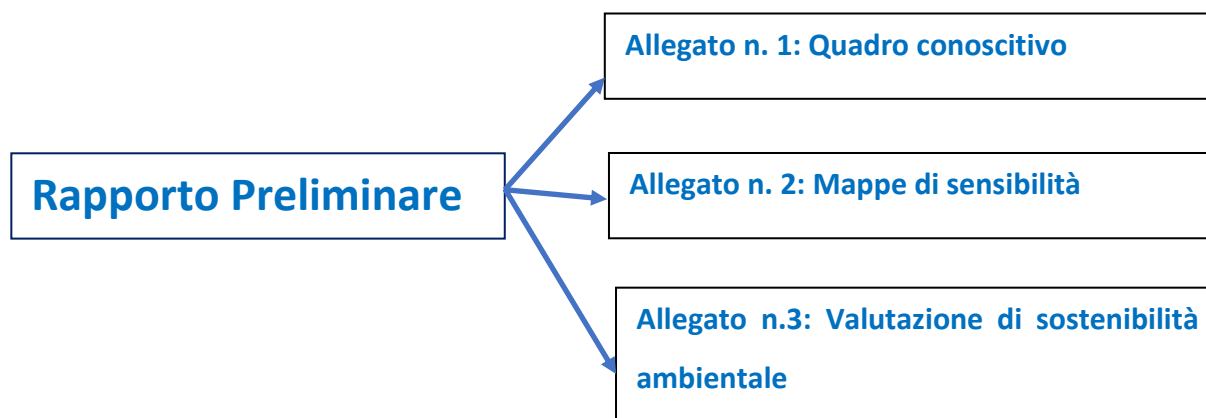 Allegato n. 1: Quadro conoscitivo
Rapporto Preliminare
Allegato n. 2: Mappe di sensibilità
Allegato n.3: Valutazione di sostenibilità
ambientale